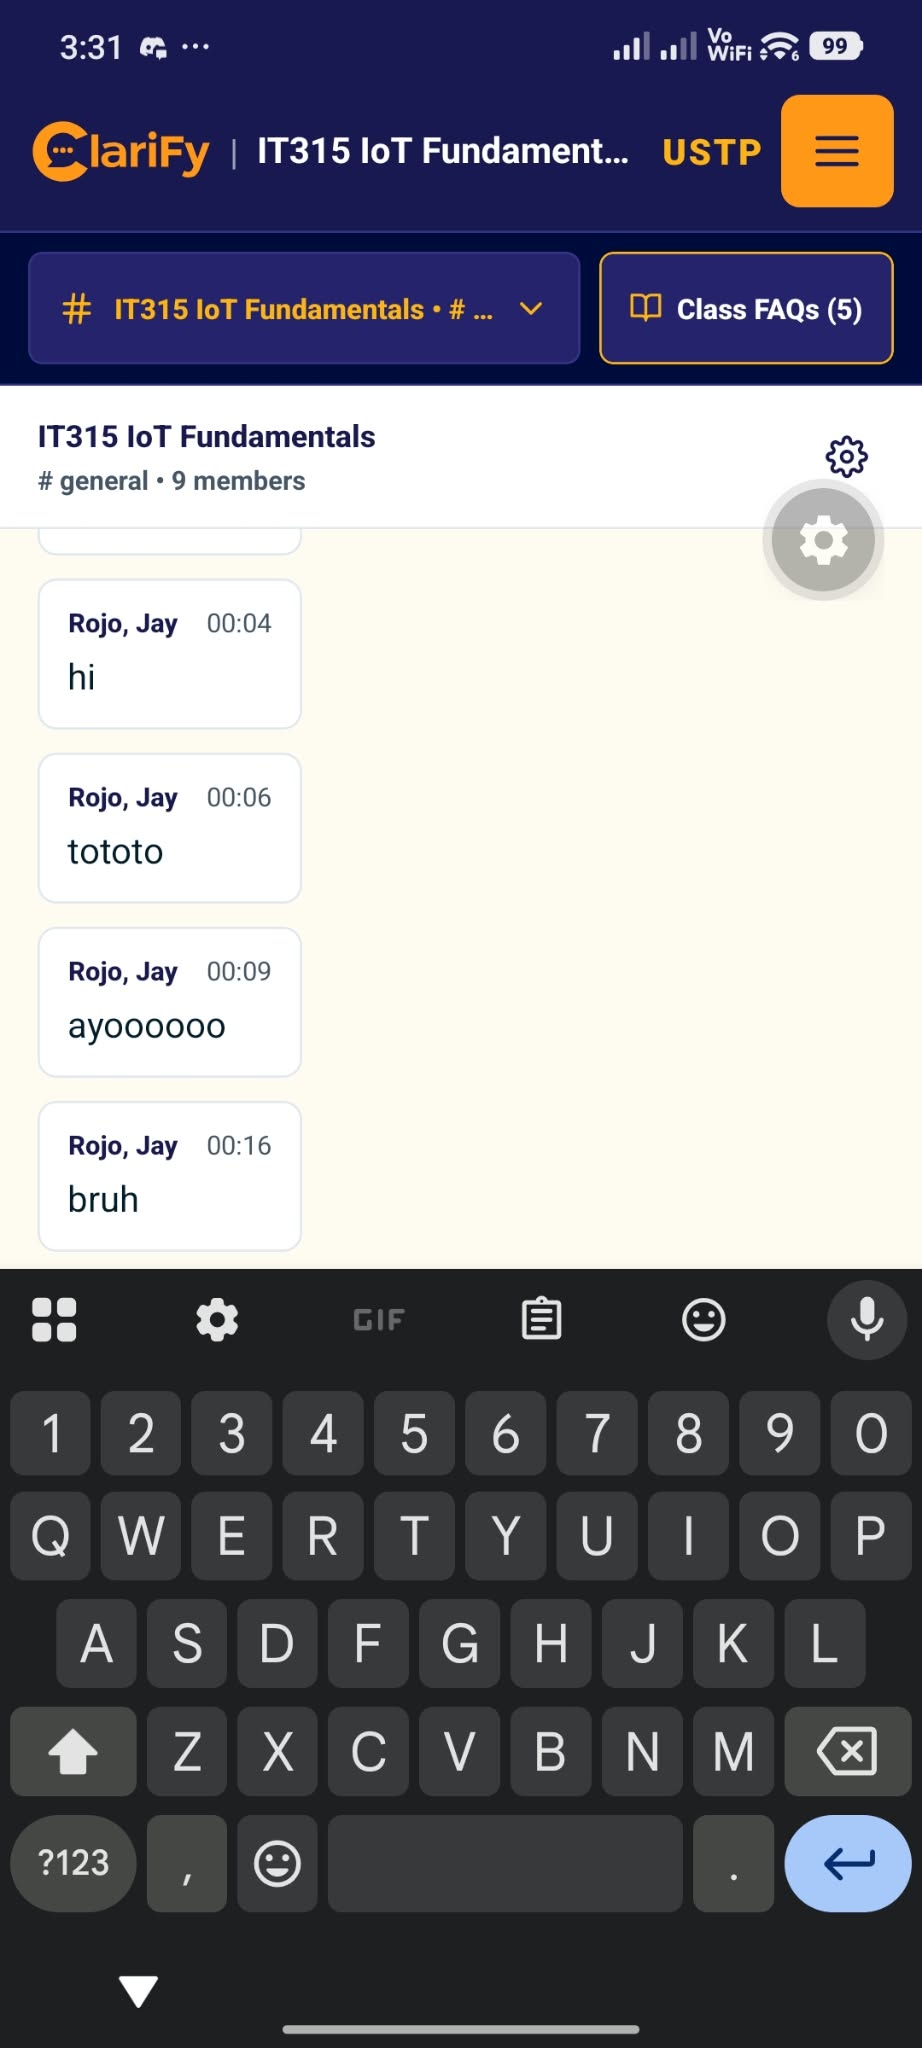 3:31 ... Vo WiFi 6 99
ClariFy | IT315 IoT Fundament... USTP
# IT315 IoT Fundamentals • # ... Class FAQs (5)
IT315 IoT Fundamentals
# general • 9 members
Rojo, Jay 00:04
hi
Rojo, Jay 00:06
tototo
Rojo, Jay 00:09
ayoooooo
Rojo, Jay 00:16
bruh
GIF
1 2 3 4 5 6 7 8 9 0
Q W E R T Y U I O P
A S D F G H J K L
Z X C V B N M
?123 , .